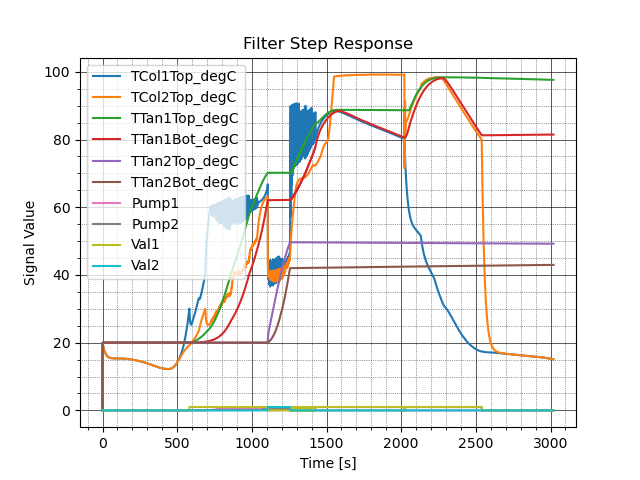 Filter Step Response
Signal Value
100
80
60
40
20
0
TCol1Top_degC
TCol2Top_degC
TTan1Top_degC
TTan1Bot_degC
TTan2Top_degC
TTan2Bot_degC
Pump1
Pump2
Val1
Val2
0 500 1000 1500 2000 2500 3000
Time [s]